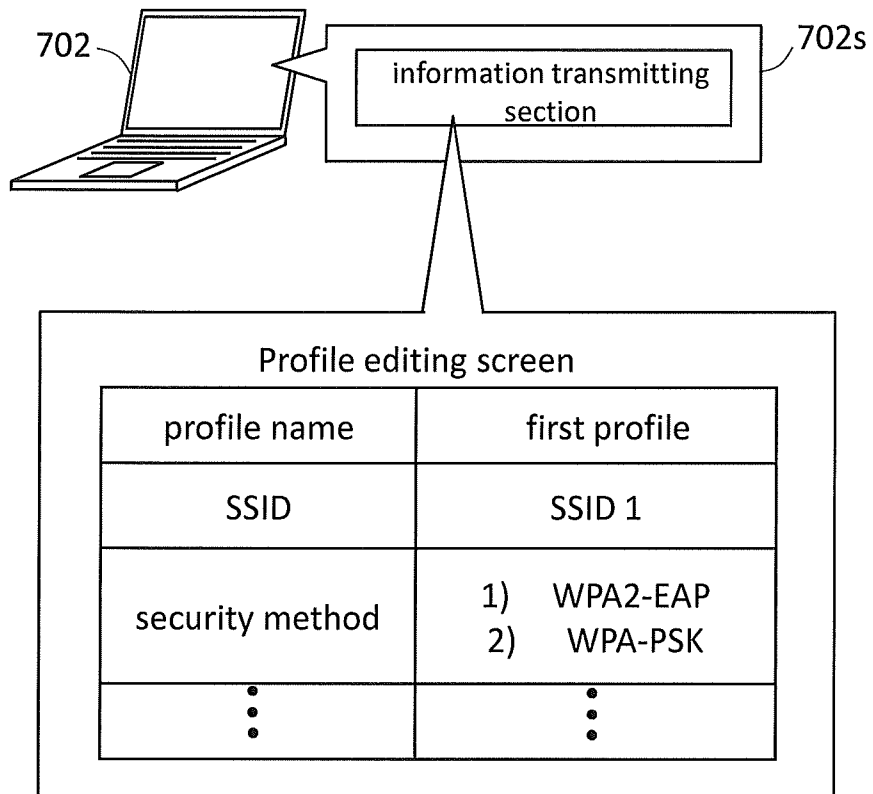 702
702s
information transmitting
section
Profile editing screen
profile name
first profile
SSID
SSID 1
security method
1) WPA2-EAP
2) WPA-PSK